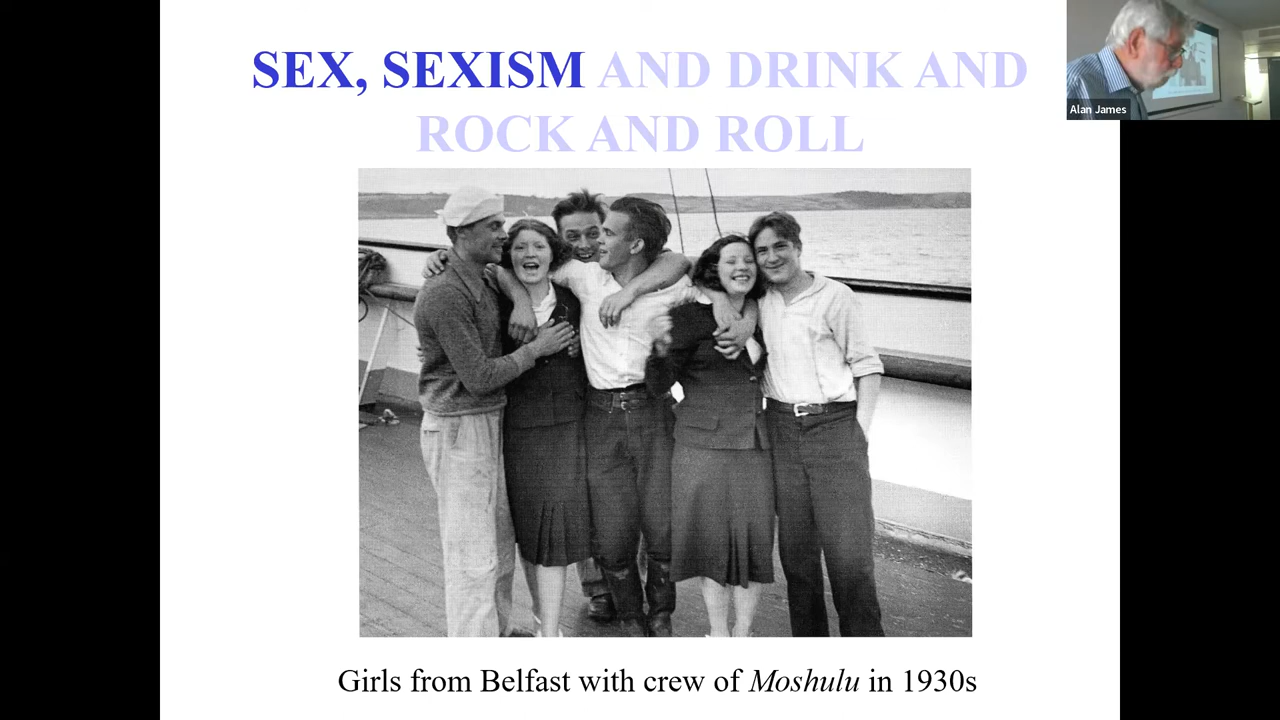 SEX, SEXISM AND DRINK AND
ROCK AND ROLL
Alan James
Girls from Belfast with crew of Moshulu in 1930s